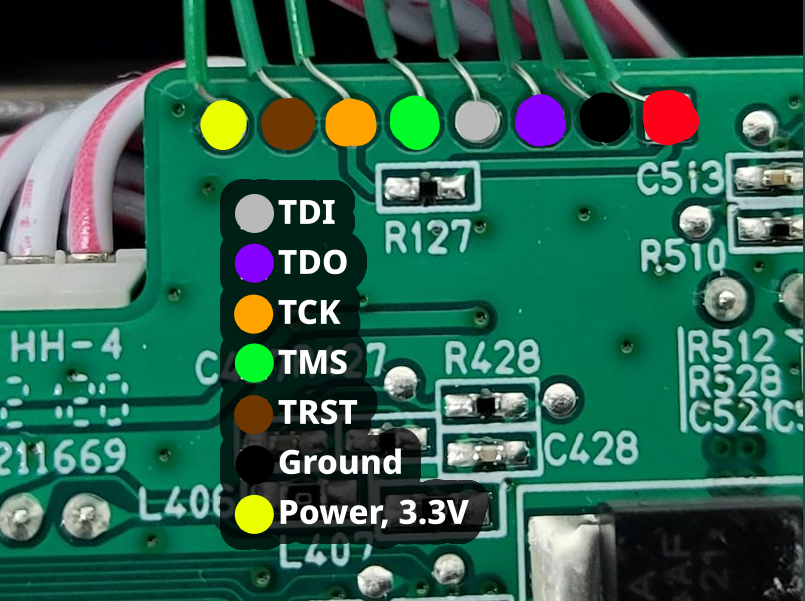 C513
TDI
R127
TDO
R510
TCK
HH-4
R428
R512
TMS
R528
TRST
C521
211669
Ground
C428
L406
Power, 3.3V
L407